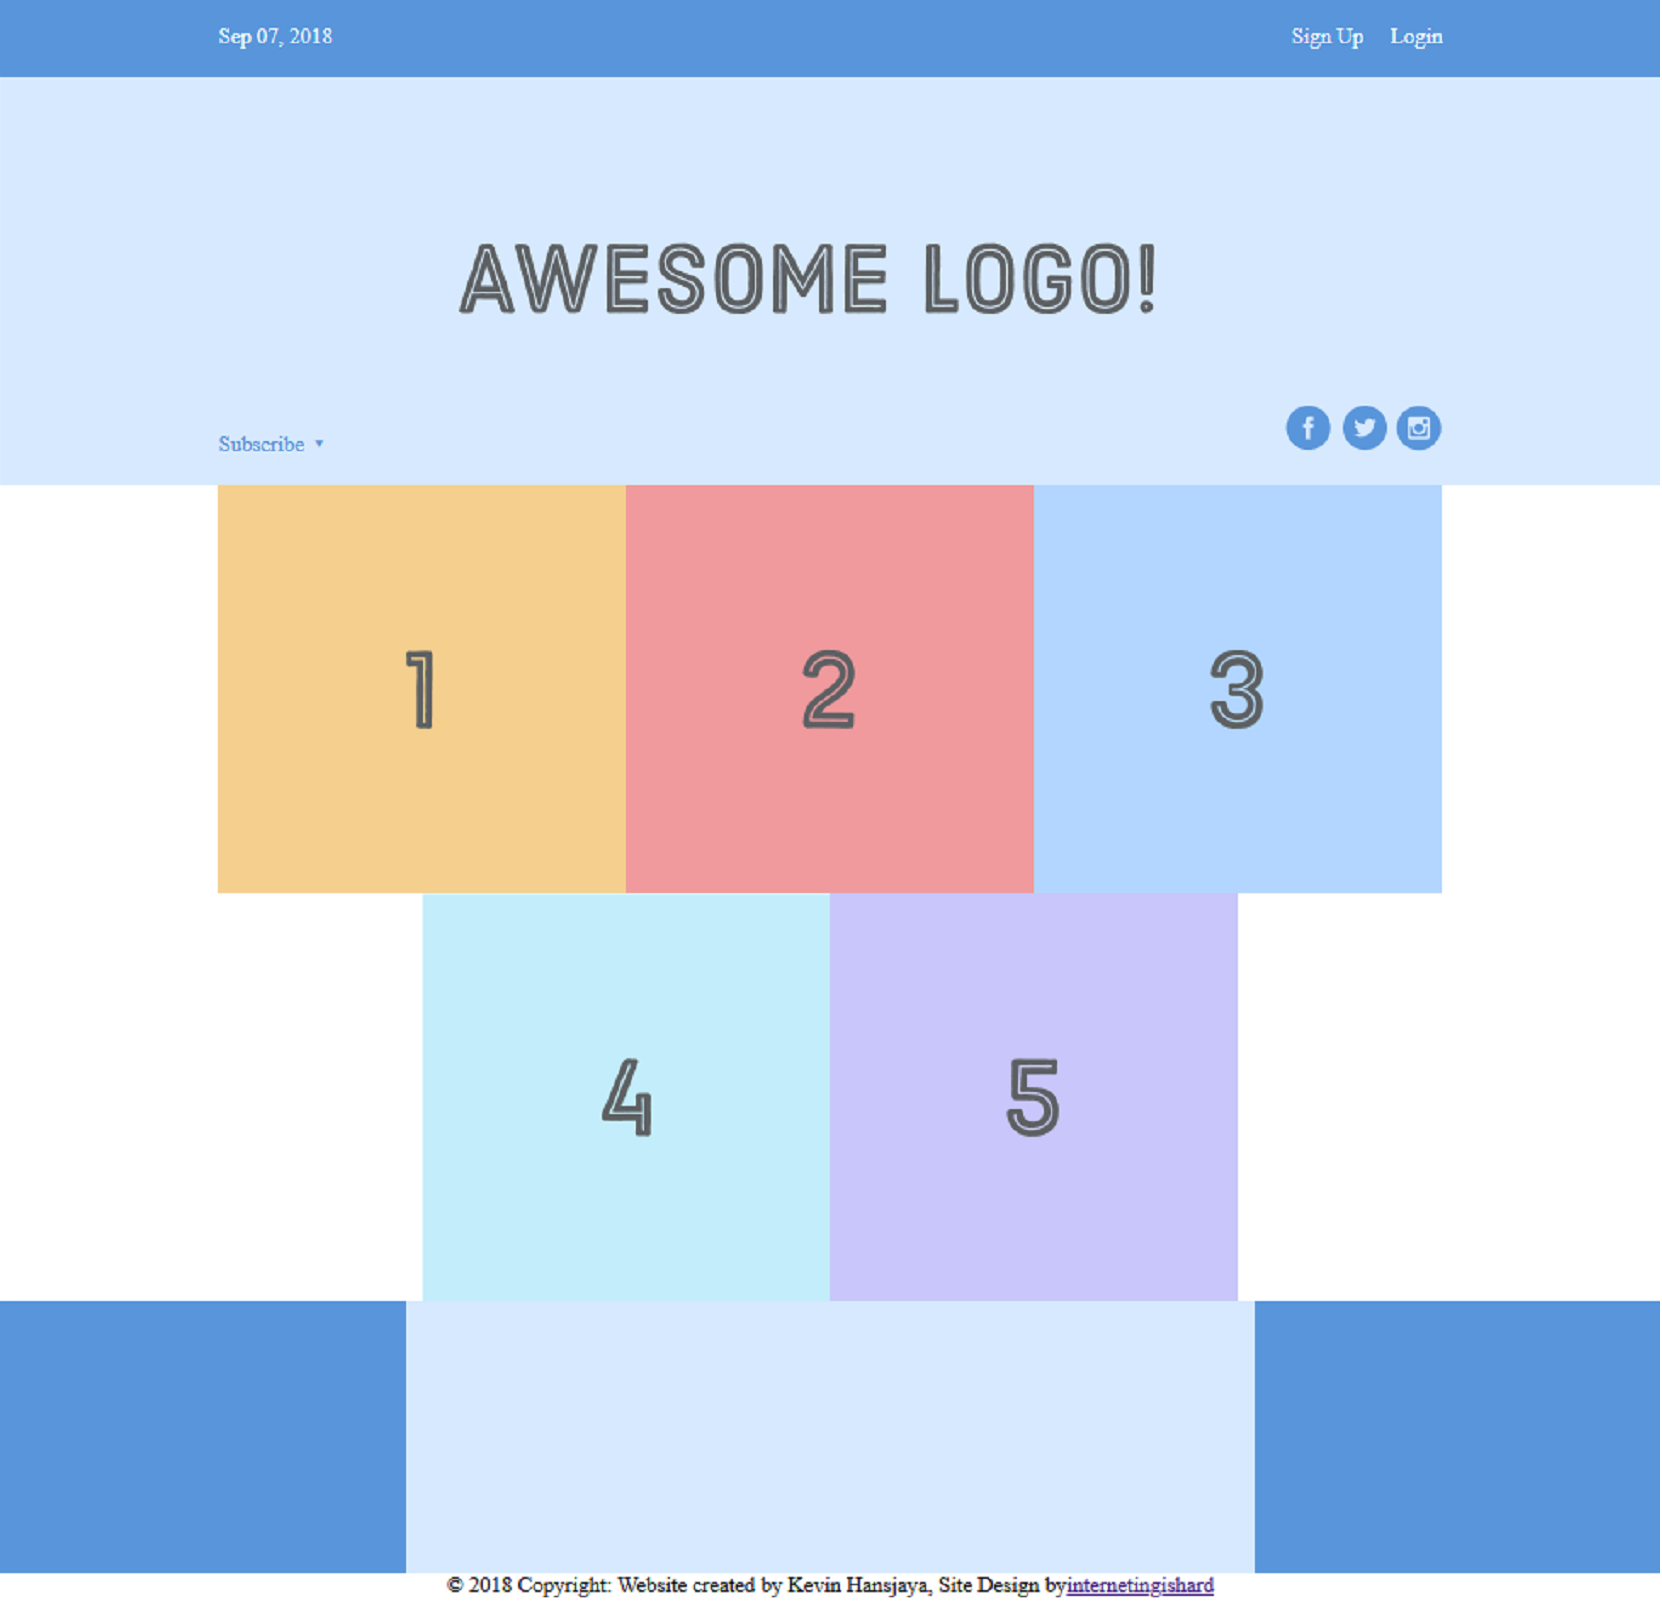 Sep 07, 2018 Sign Up Login
AWESOME LOGO!
Subscribe
1 2 3
4 5
© 2018 Copyright: Website created by Kevin Hansjaya, Site Design byinternetingishard